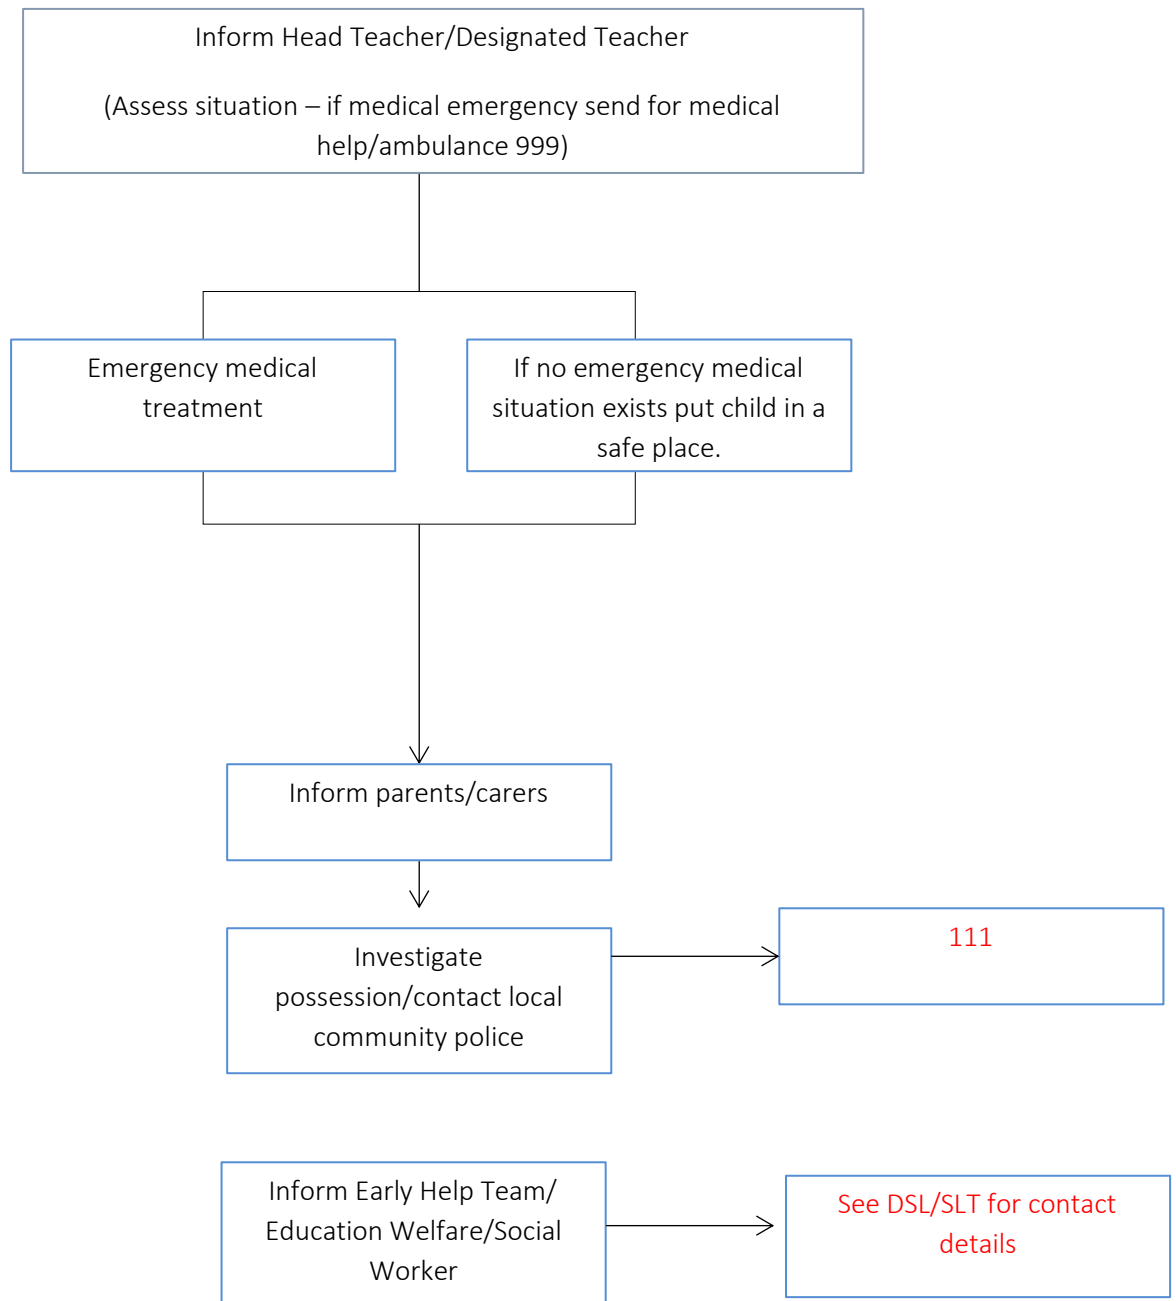 Inform Head Teacher/Designated Teacher
(Assess situation – if medical emergency send for medical
help/ambulance 999)
Emergency medical
treatment
If no emergency medical
situation exists put child in a
safe place.
Inform parents/carers
Investigate
possession/contact local
community police
111
Inform Early Help Team/
Education Welfare/Social
Worker
See DSL/SLT for contact
details